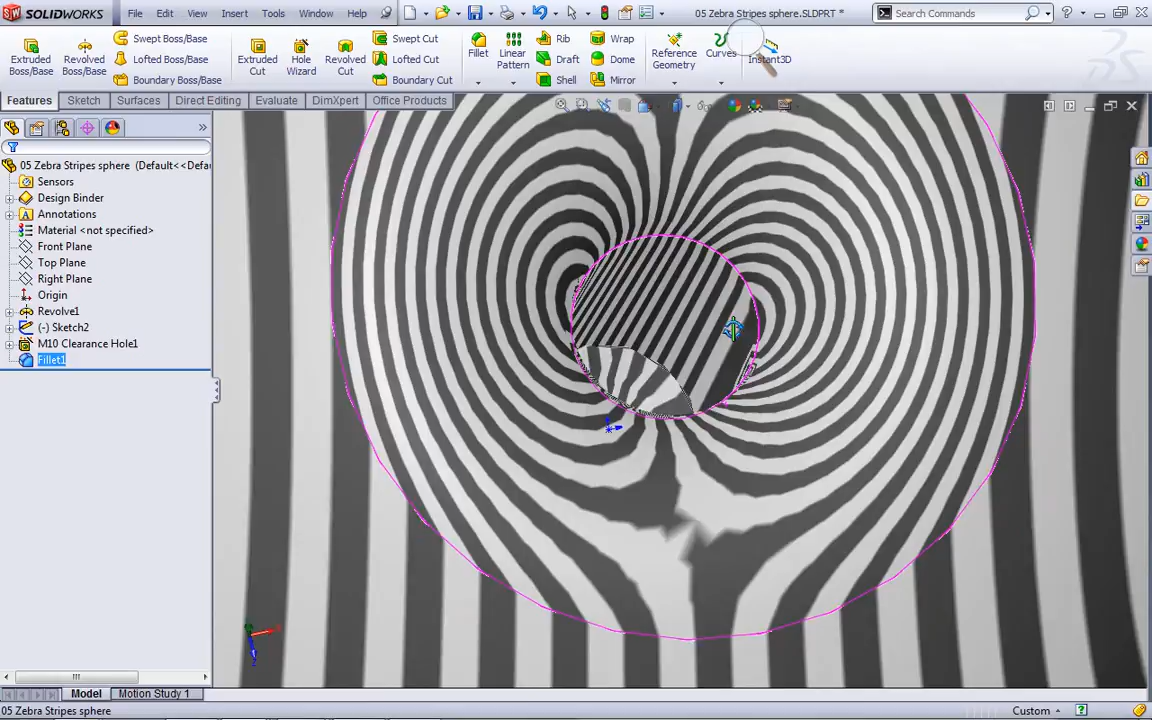 SOLIDWORKS File Edit View Insert Tools Window Help 05 Zebra Stripes sphere.SLDPRT * Search Commands
Extruded Boss/Base
Revolved Boss/Base
Swept Boss/Base
Lofted Boss/Base
Boundary Boss/Base
Extruded Cut
Hole Wizard
Revolved Cut
Swept Cut
Lofted Cut
Boundary Cut
Fillet
Linear Pattern
Rib
Draft
Shell
Wrap
Dome
Mirror
Reference Geometry
Curves
Instant3D
Features Sketch Surfaces Direct Editing Evaluate DimXpert Office Products
05 Zebra Stripes sphere (Default<<Defau
Sensors
Design Binder
Annotations
Material <not specified>
Front Plane
Top Plane
Right Plane
Origin
Revolve1
(-) Sketch2
M10 Clearance Hole1
Fillet1
Model Motion Study 1
05 Zebra Stripes sphere Custom